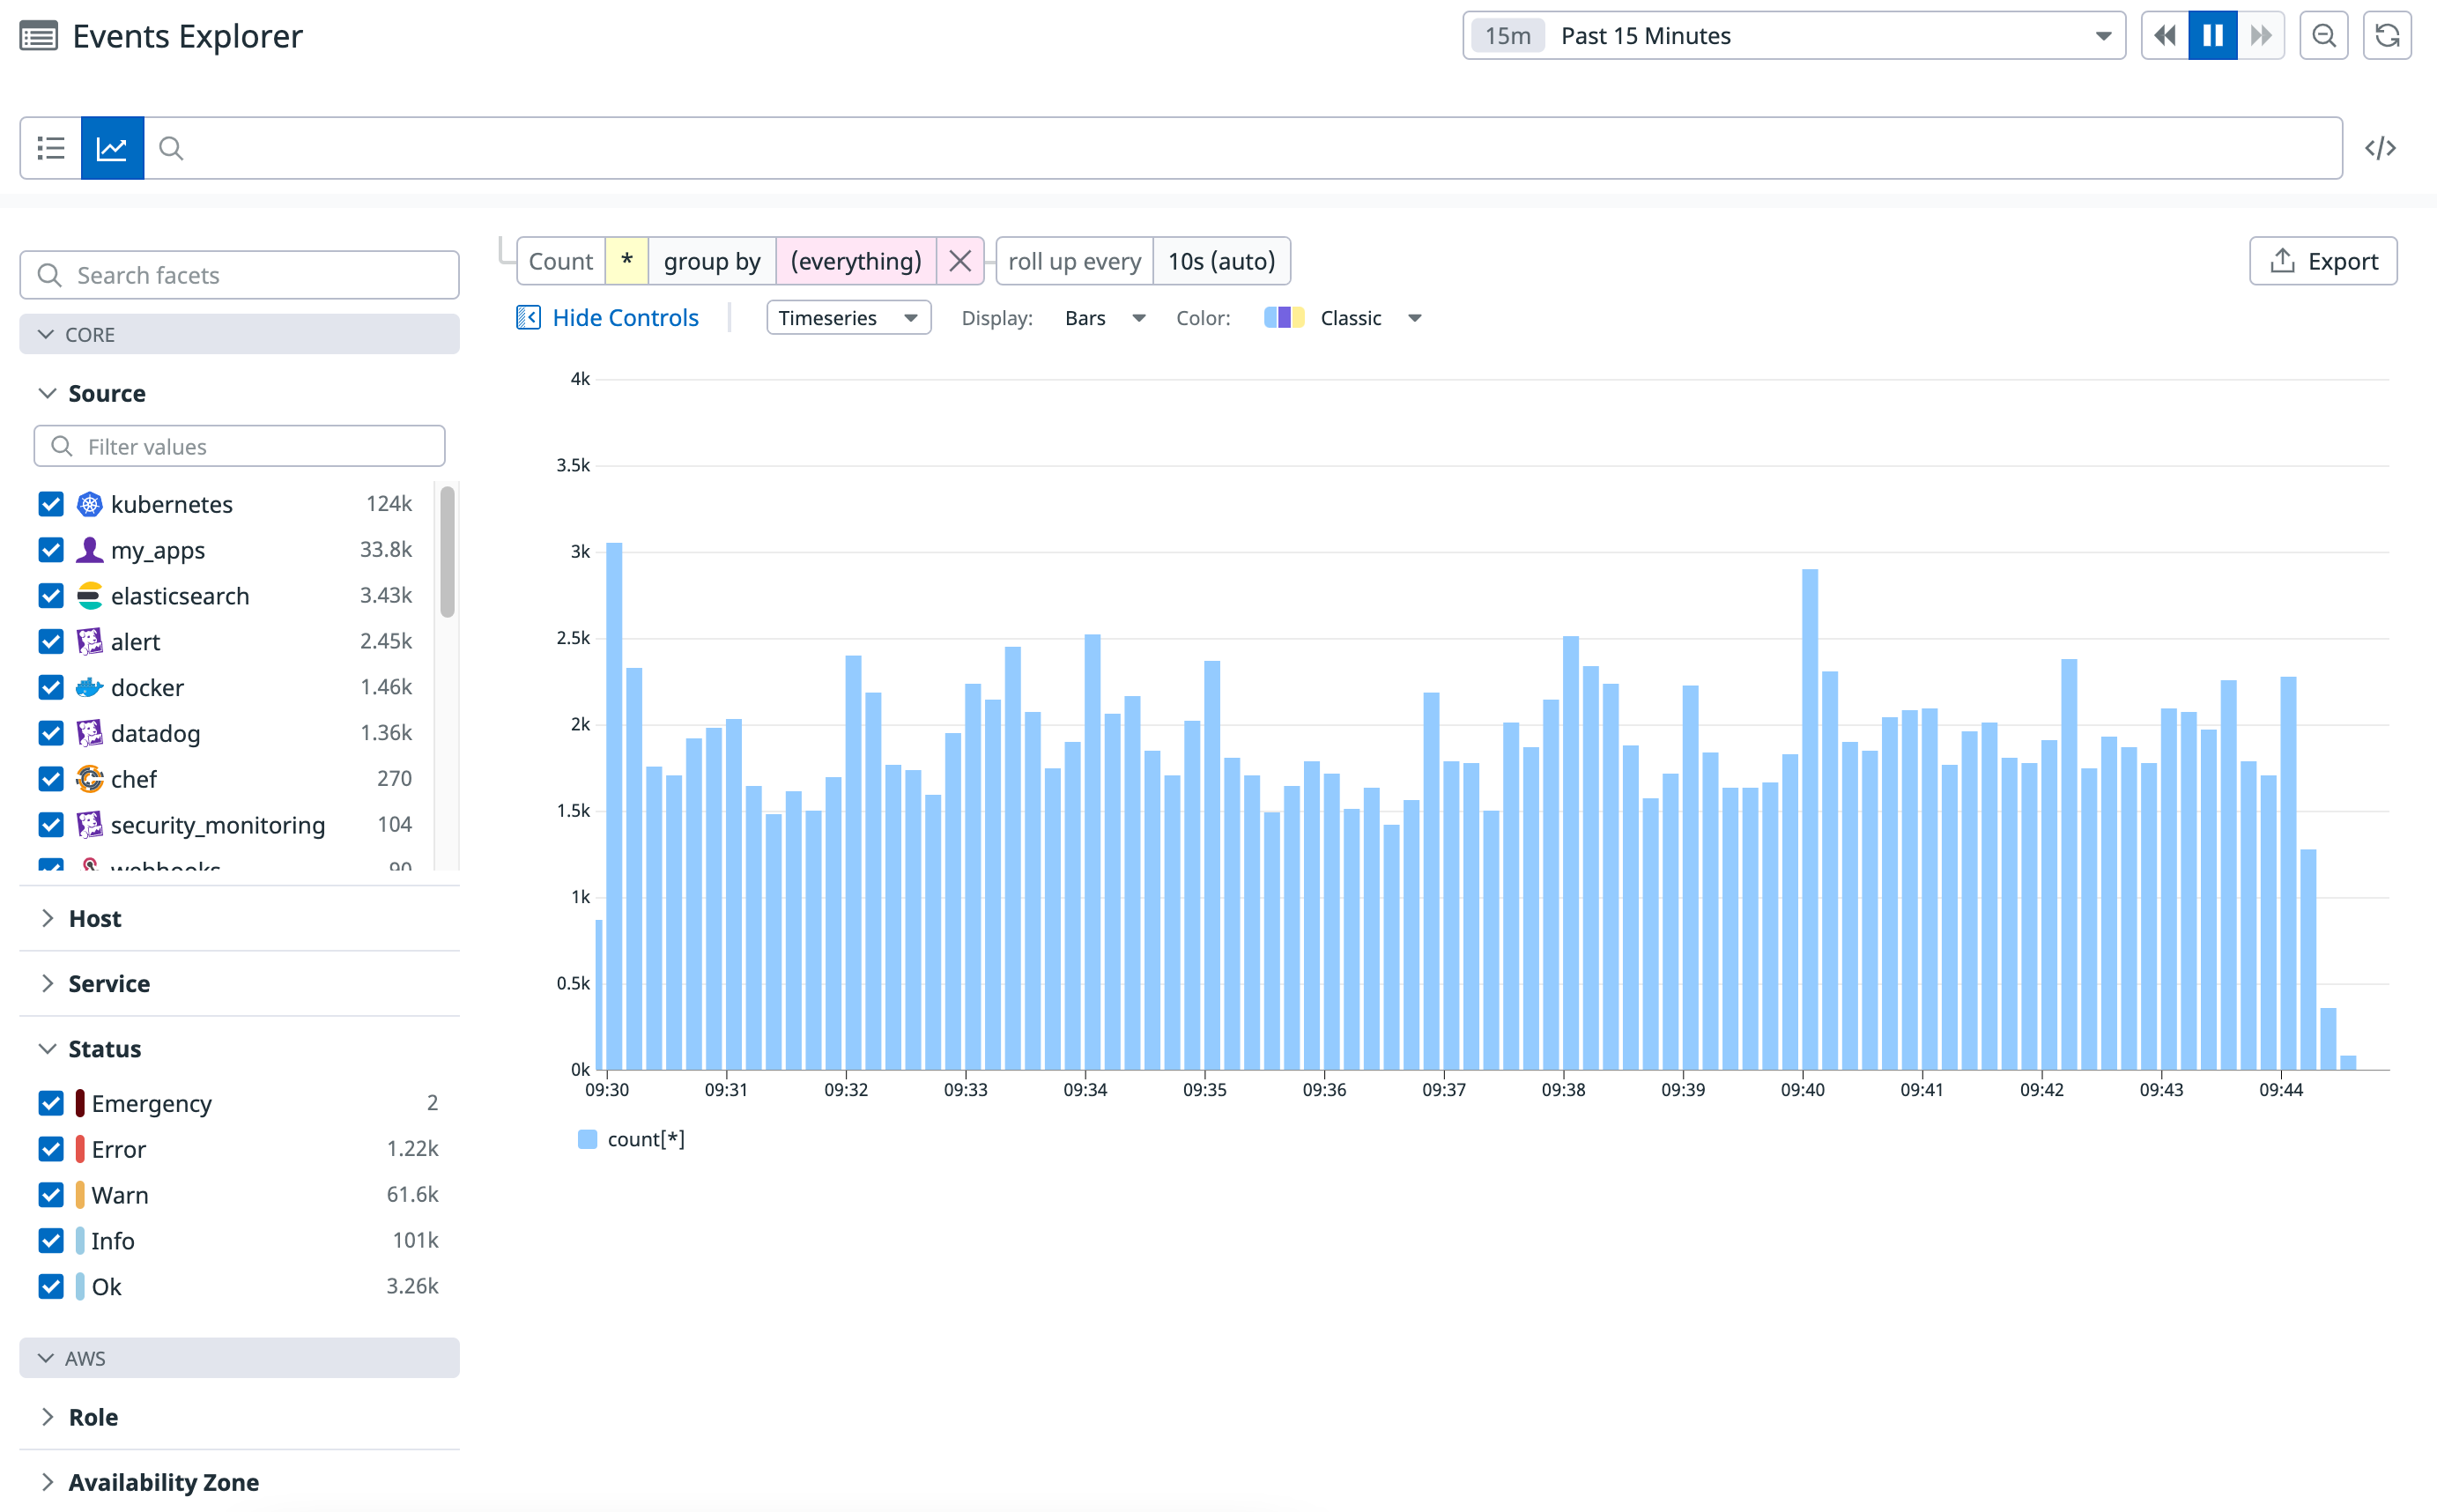 Events Explorer
15m Past 15 Minutes
Count * group by (everything) roll up every 10s (auto)
Export
Hide Controls Timeseries Display: Bars Color: Classic
Search facets
CORE
Source
Filter values
kubernetes 124k
my_apps 33.8k
elasticsearch 3.43k
alert 2.45k
docker 1.46k
datadog 1.36k
chef 270
security_monitoring 104
webhooks 90
Host
Service
Status
Emergency 2
Error 1.22k
Warn 61.6k
Info 101k
Ok 3.26k
AWS
Role
Availability Zone
4k
3.5k
3k
2.5k
2k
1.5k
1k
0.5k
0k
09:30 09:31 09:32 09:33 09:34 09:35 09:36 09:37 09:38 09:39 09:40 09:41 09:42 09:43 09:44
count[*]